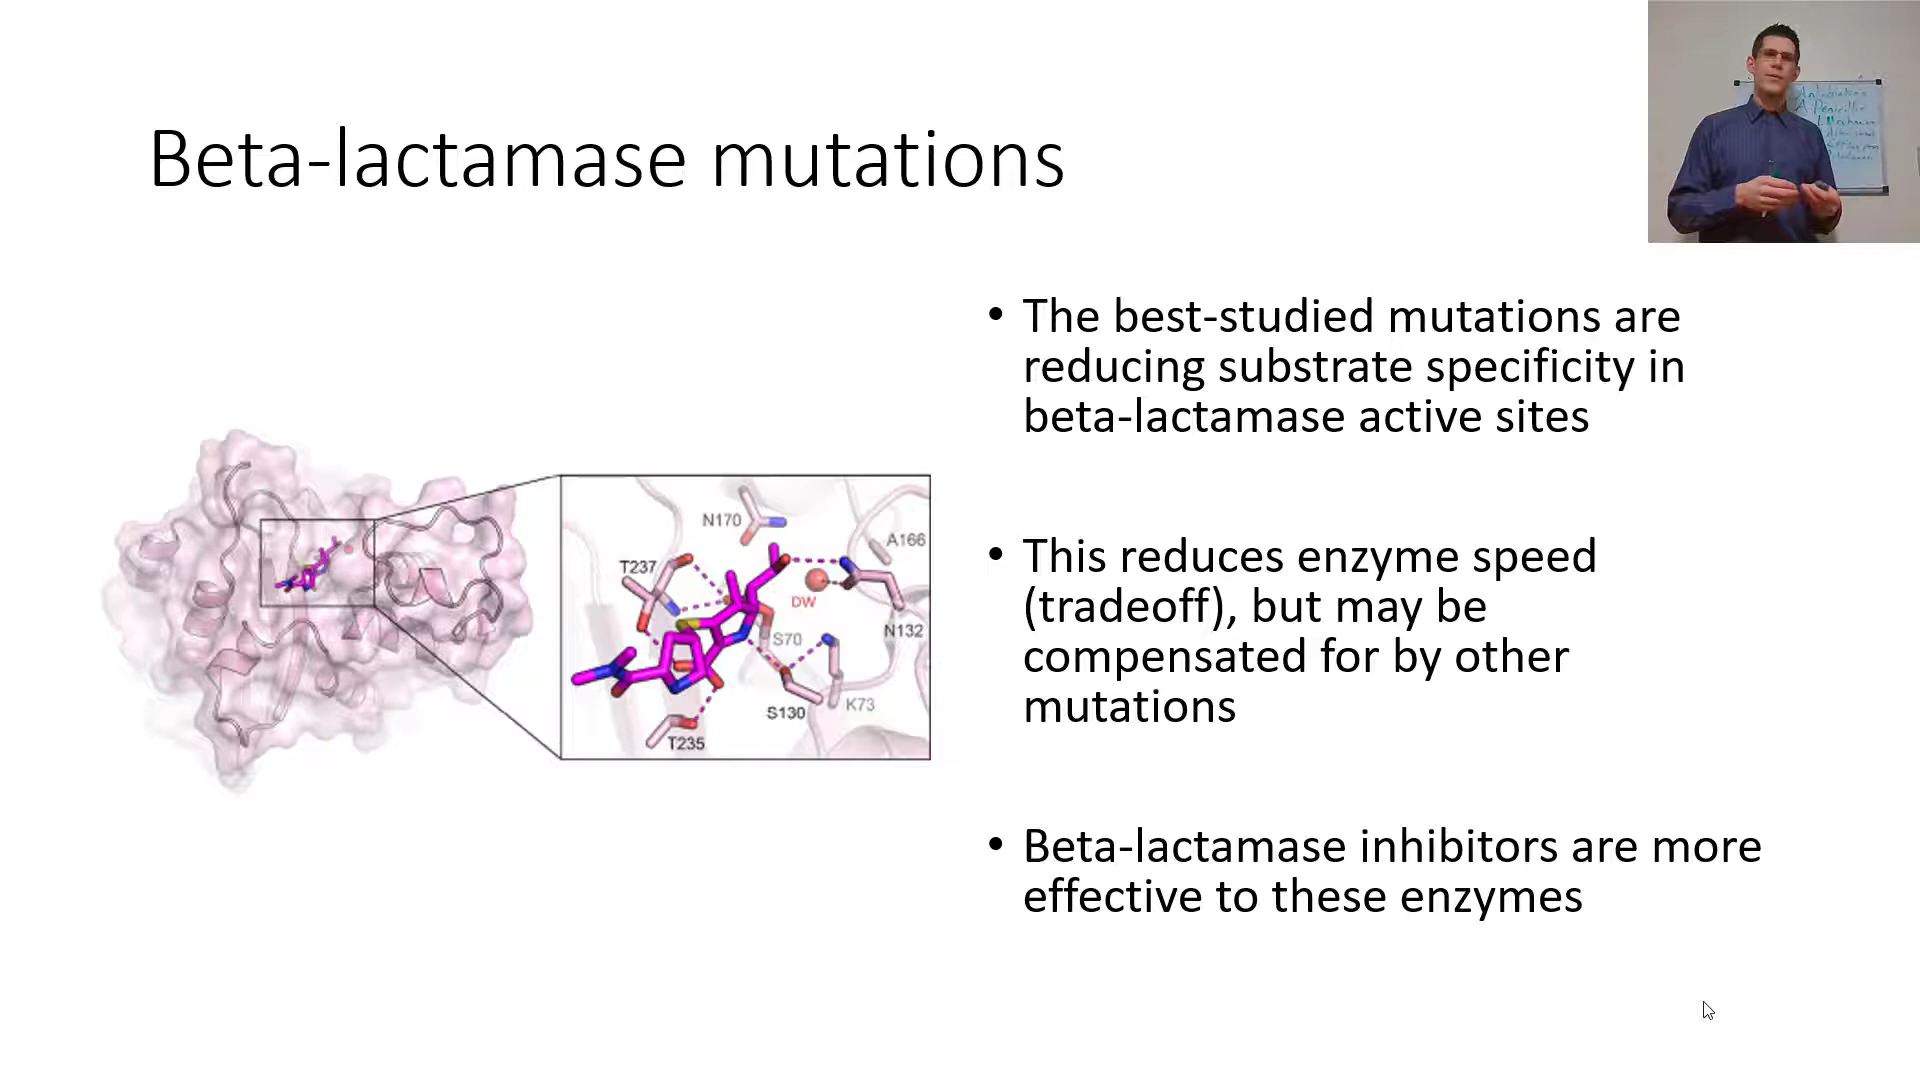 Beta-lactamase mutations
• The best-studied mutations are
reducing substrate specificity in
beta-lactamase active sites
• This reduces enzyme speed
(tradeoff), but may be
compensated for by other
mutations
• Beta-lactamase inhibitors are more
effective to these enzymes
N170
A166
T237
DW
N132
S70
K73
S130
T235